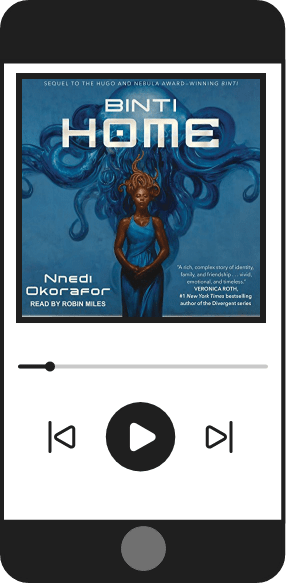 SEQUEL TO THE HUGO AND NEBULA AWARD–WINNING BINTI
BINTI
HOME
"A rich, complex story of identity,
family, and friendship . . . vivid,
emotional, and timeless."
VERONICA ROTH,
#1 New York Times bestselling
author of the Divergent series
Nnedi
Okorafor
READ BY ROBIN MILES